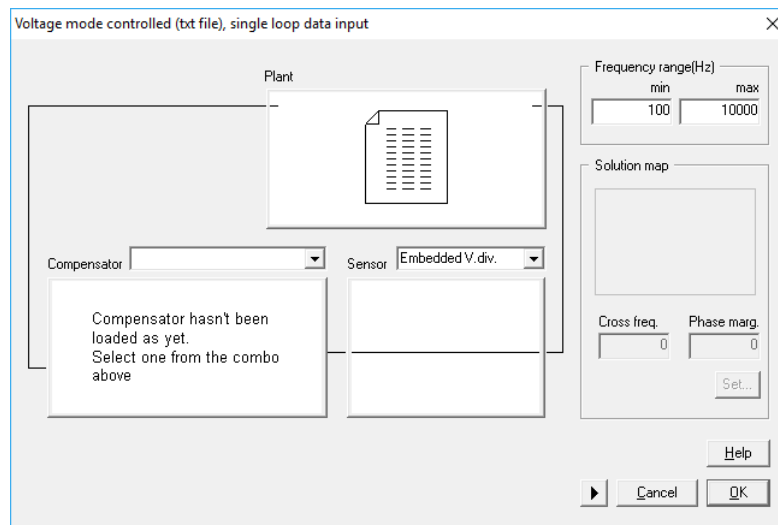 Voltage mode controlled (txt file), single loop data input
Plant
Frequency range(Hz)
min max
100 10000
Solution map
Compensator
Sensor Embedded V.div.
Compensator hasn't been
loaded as yet.
Select one from the combo
above
Cross freq. Phase marg.
0 0
Set...
Help
Cancel OK